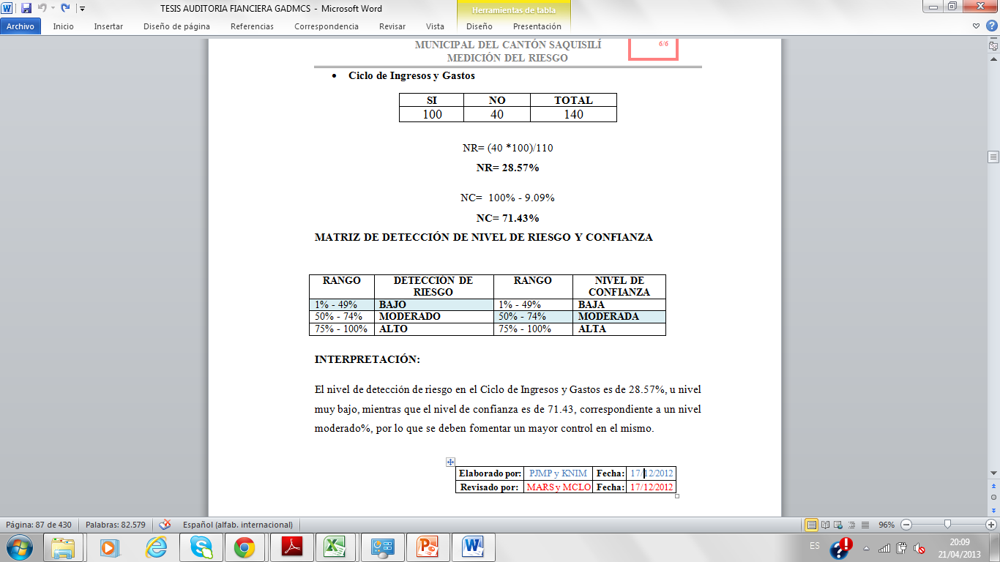 TESIS AUDITORIA FIANCIERA GADMCS - Microsoft Word
Herramientas de tabla
Archivo Inicio Insertar Diseño de página Referencias Correspondencia Revisar Vista Diseño Presentación
MUNICIPAL DEL CANTÓN SAQUISILÍ
6/6
MEDICIÓN DEL RIESGO
• Ciclo de Ingresos y Gastos
SI NO TOTAL
100 40 140
NR= (40 *100)/110
NR= 28.57%
NC= 100% - 9.09%
NC= 71.43%
MATRIZ DE DETECCIÓN DE NIVEL DE RIESGO Y CONFIANZA
RANGO DETECCIÓN DE RIESGO RANGO NIVEL DE CONFIANZA
1% - 49% BAJO 1% - 49% BAJA
50% - 74% MODERADO 50% - 74% MODERADA
75% - 100% ALTO 75% - 100% ALTA
INTERPRETACIÓN:
El nivel de detección de riesgo en el Ciclo de Ingresos y Gastos es de 28.57%, u nivel
muy bajo, mientras que el nivel de confianza es de 71.43, correspondiente a un nivel
moderado%, por lo que se deben fomentar un mayor control en el mismo.
Elaborado por: PJMP y KNIM Fecha: 17/12/2012
Revisado por: MARS y MCLO Fecha: 17/12/2012
Página: 87 de 430 Palabras: 82.579 Español (alfab. internacional) 96%
ES 20:09
21/04/2013